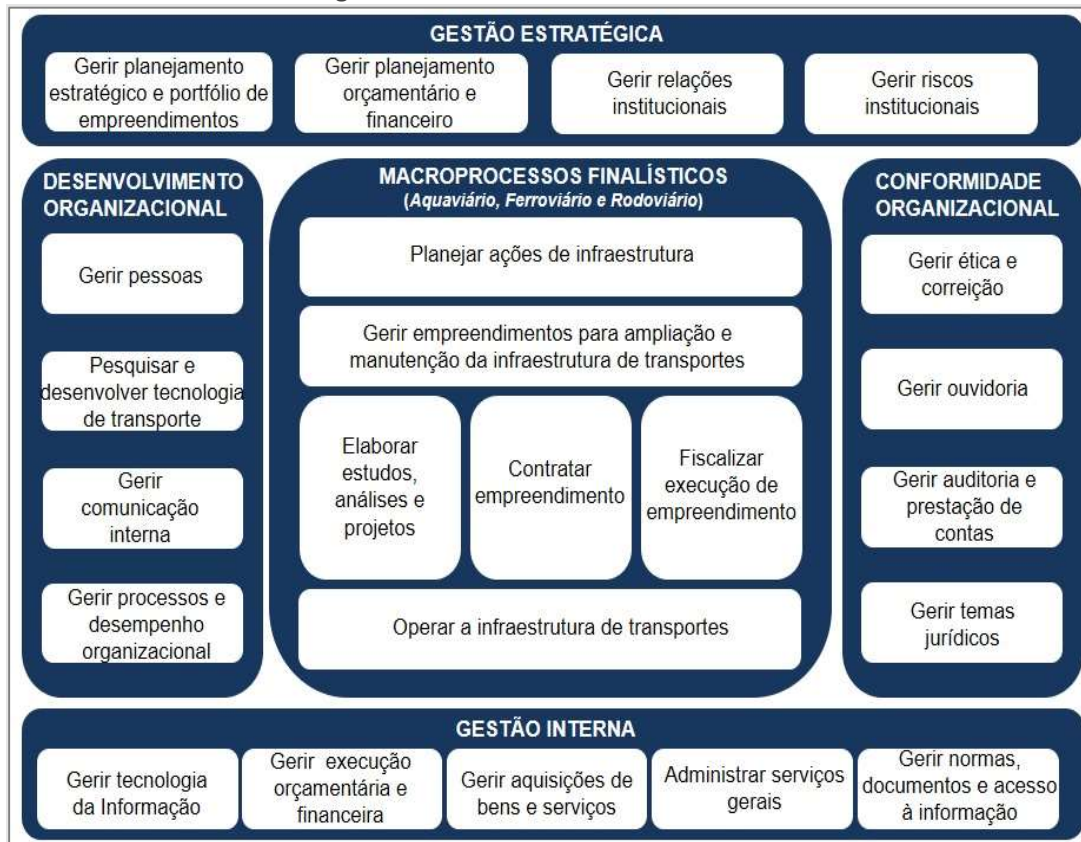 GESTÃO ESTRATÉGICA
Gerir planejamento
estratégico e portfólio de
empreendimentos
Gerir planejamento
orçamentário e
financeiro
Gerir relações
institucionais
Gerir riscos
institucionais
DESENVOLVIMENTO
ORGANIZACIONAL
Gerir pessoas
Pesquisar e
desenvolver tecnologia
de transporte
Gerir
comunicação
interna
Gerir processos e
desempenho
organizacional
MACROPROCESSOS FINALÍSTICOS
(Aquaviário, Ferroviário e Rodoviário)
Planejar ações de infraestrutura
Gerir empreendimentos para ampliação e
manutenção da infraestrutura de transportes
Elaborar
estudos,
análises e
projetos
Contratar
empreendimento
Fiscalizar
execução de
empreendimento
Operar a infraestrutura de transportes
CONFORMIDADE
ORGANIZACIONAL
Gerir ética e
correição
Gerir ouvidoria
Gerir auditoria e
prestação de
contas
Gerir temas
jurídicos
GESTÃO INTERNA
Gerir tecnologia
da Informação
Gerir execução
orçamentária e
financeira
Gerir aquisições de
bens e serviços
Administrar serviços
gerais
Gerir normas,
documentos e acesso
à informação